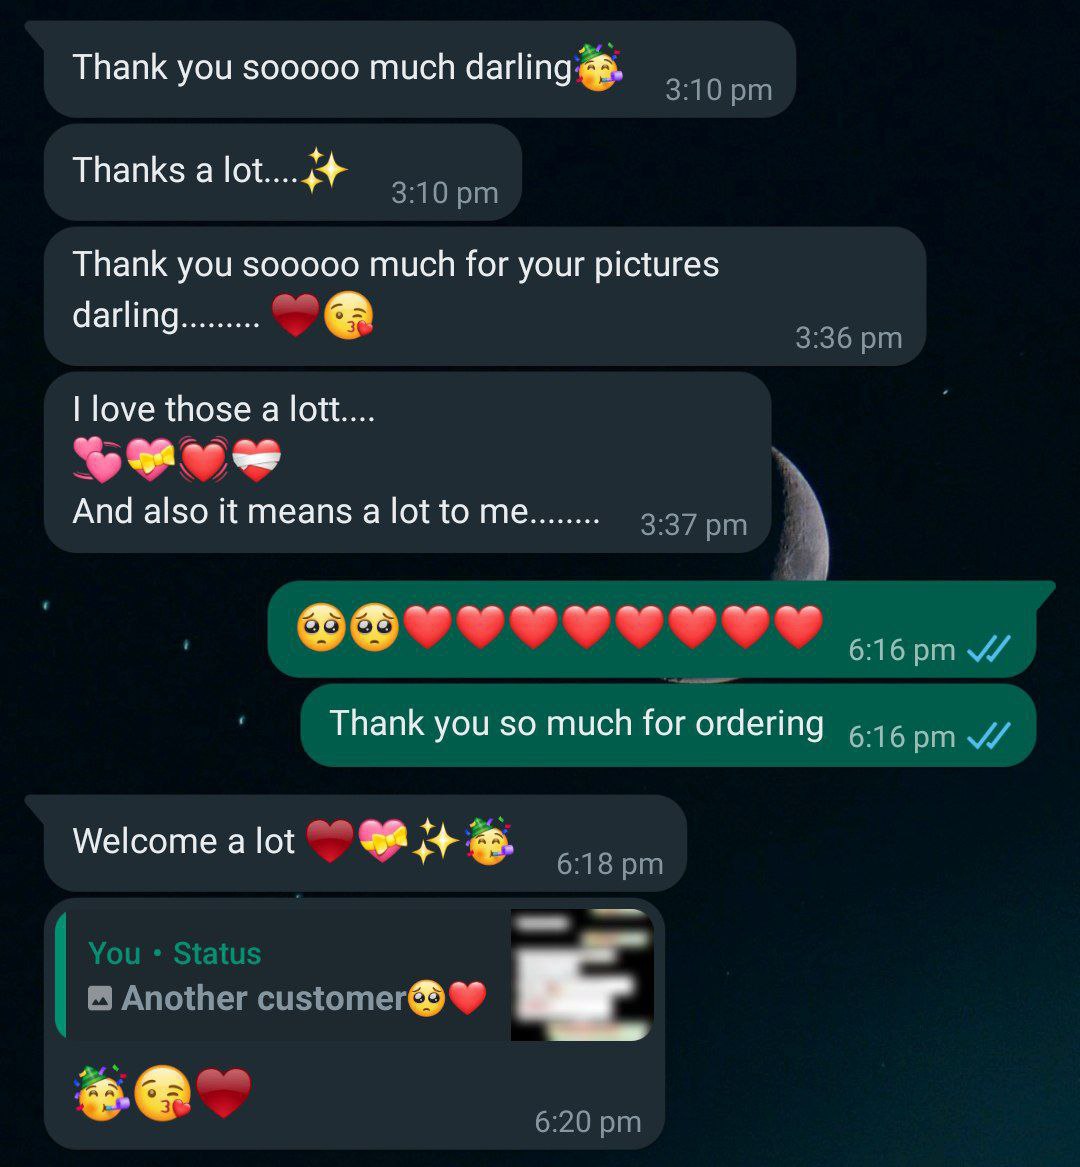 Thank you sooooo much darling🥳 3:10 pm
Thanks a lot....✨ 3:10 pm
Thank you sooooo much for your pictures
darling......... ♥️😘
3:36 pm
I love those a lott....
💞💝💓❤️‍🩹
And also it means a lot to me........ 3:37 pm
🥺🥺❤️❤️❤️❤️❤️❤️❤️❤️ 6:16 pm
Thank you so much for ordering 6:16 pm
Welcome a lot ♥️💝✨🥳 6:18 pm
You • Status
Another customer🥺❤️
🥳😘♥️
6:20 pm